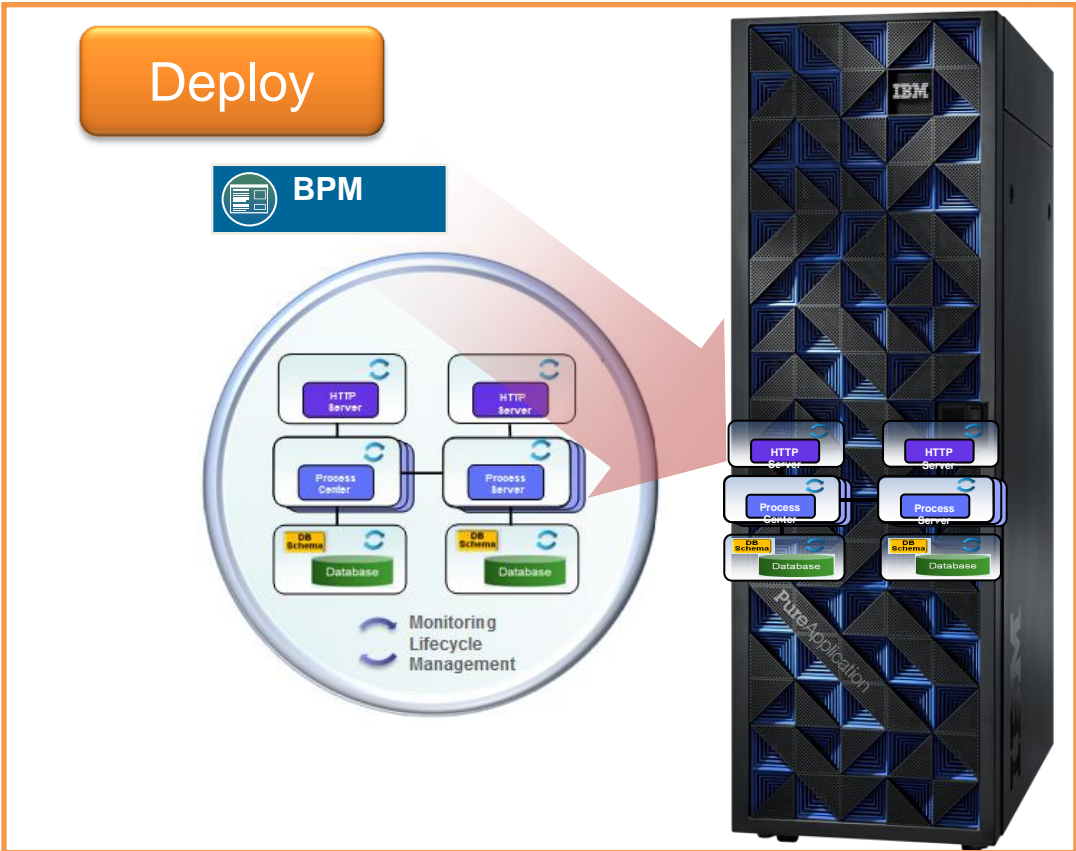 Deploy
IBM
BPM
HTTP
Server
HTTP
Server
Process
Center
Process
Server
DB
Schema
Database
DB
Schema
Database
Monitoring
Lifecycle
Management
HTTP
Server
HTTP
Server
Process
Center
Process
Server
DB
Schema
Database
DB
Schema
Database
PureApplication
IBM